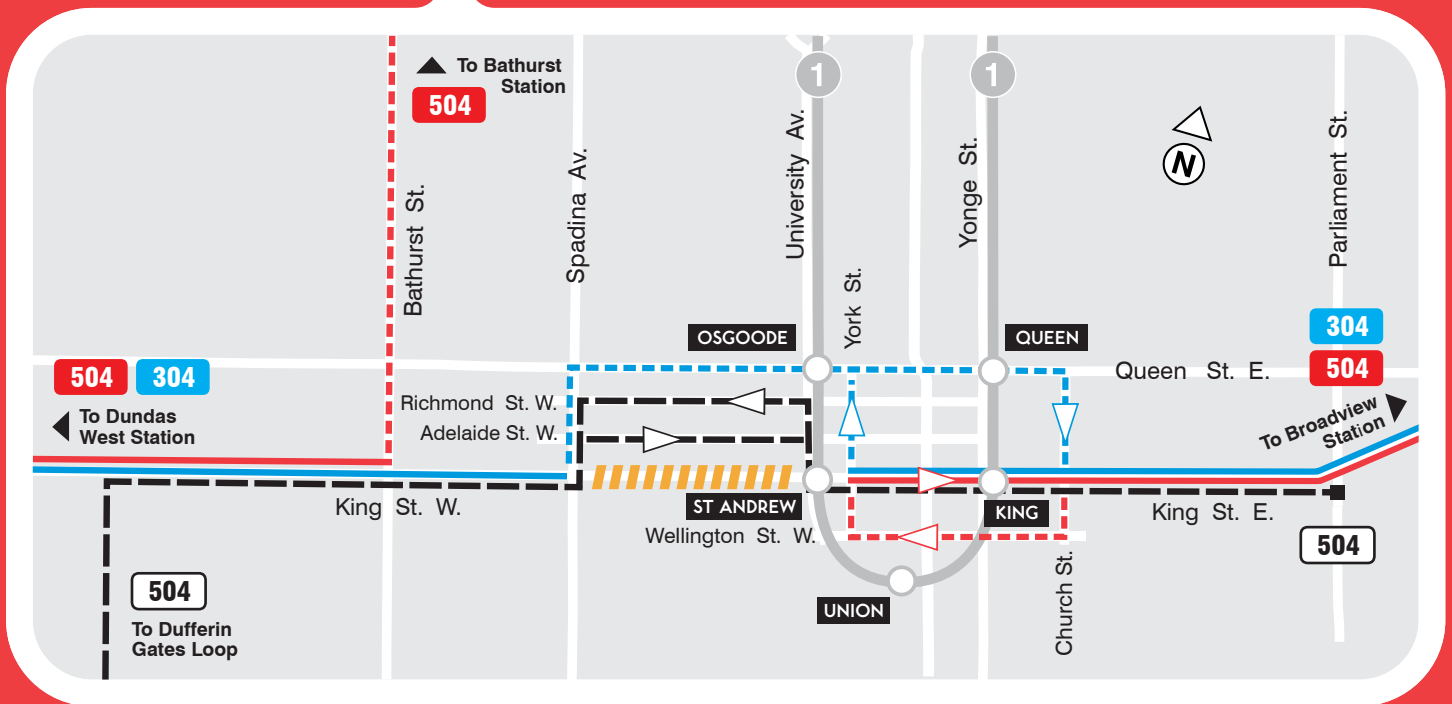 To Bathurst
Station
504
1
1
Bathurst St.
Spadina Av.
University Av.
York St.
Yonge St.
N
Parliament St.
OSGOODE
QUEEN
304
504
Queen St. E.
504
304
To Dundas
West Station
Richmond St. W.
Adelaide St. W.
To Broadview
Station
King St. W.
ST ANDREW
KING
King St. E.
Wellington St. W.
504
504
To Dufferin
Gates Loop
UNION
Church St.